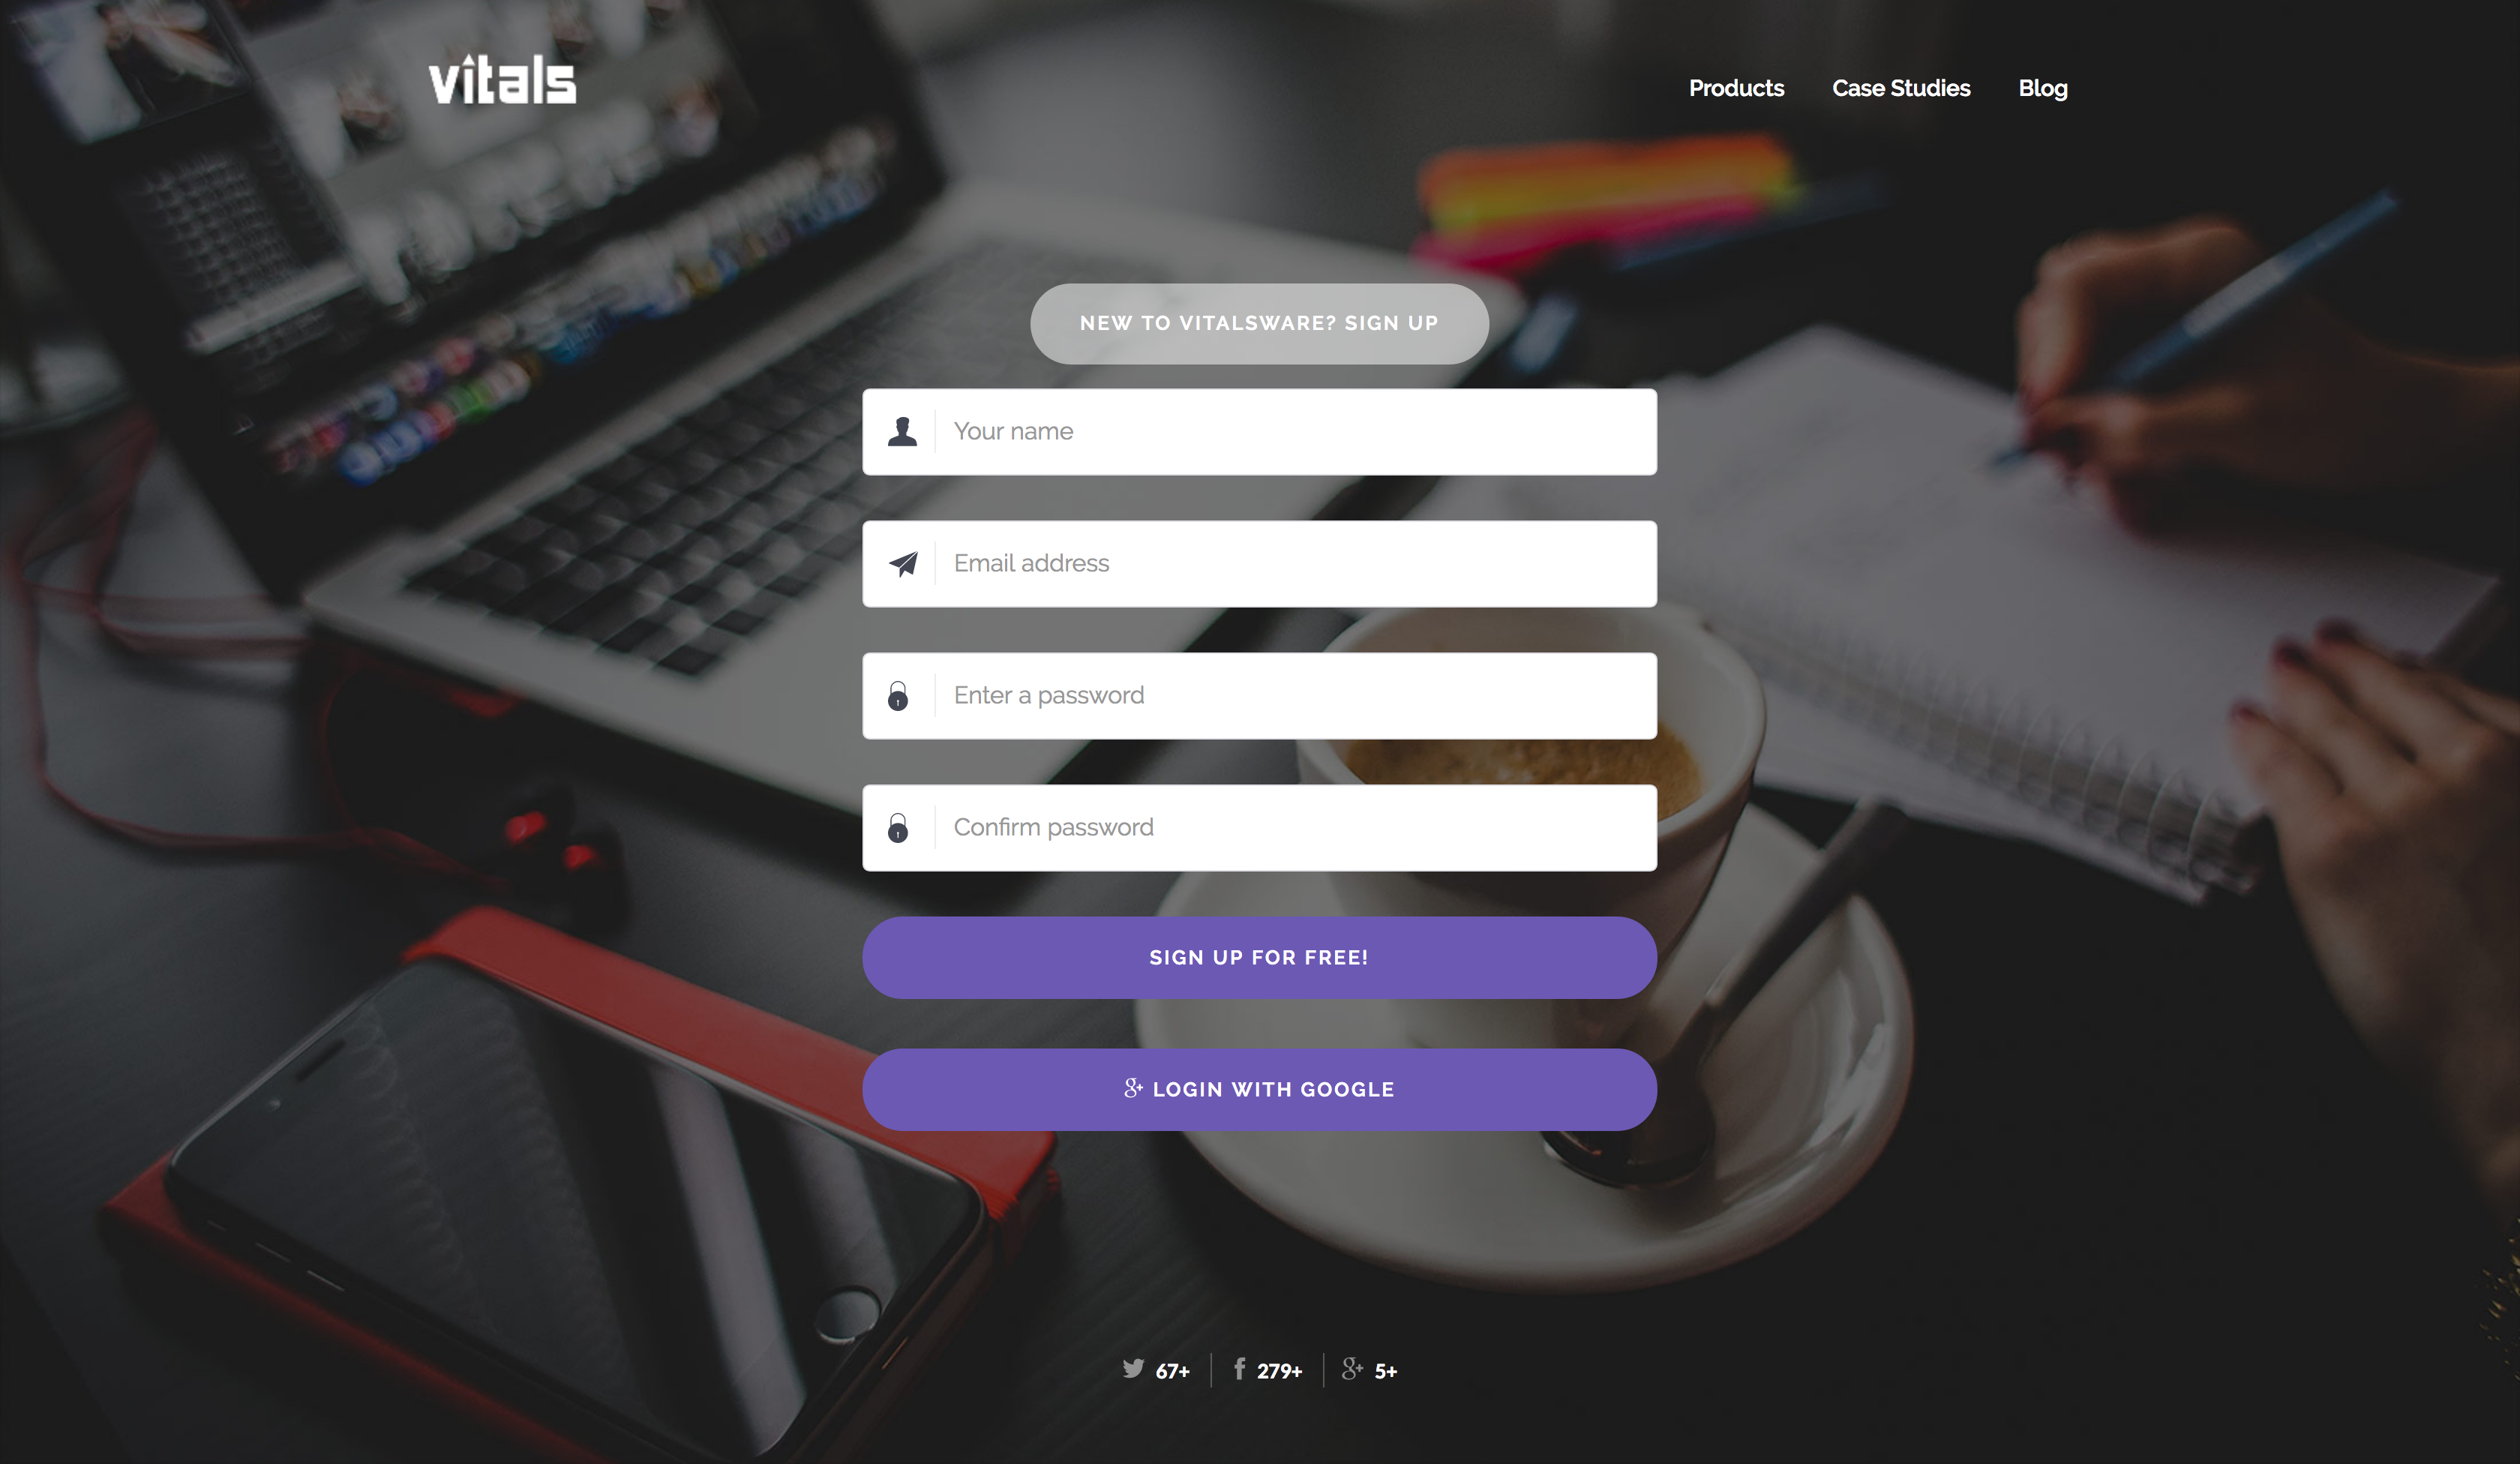 vitals
Products Case Studies Blog
NEW TO VITALSWARE? SIGN UP
Your name
Email address
Enter a password
Confirm password
SIGN UP FOR FREE!
g+ LOGIN WITH GOOGLE
67+ 279+ 5+